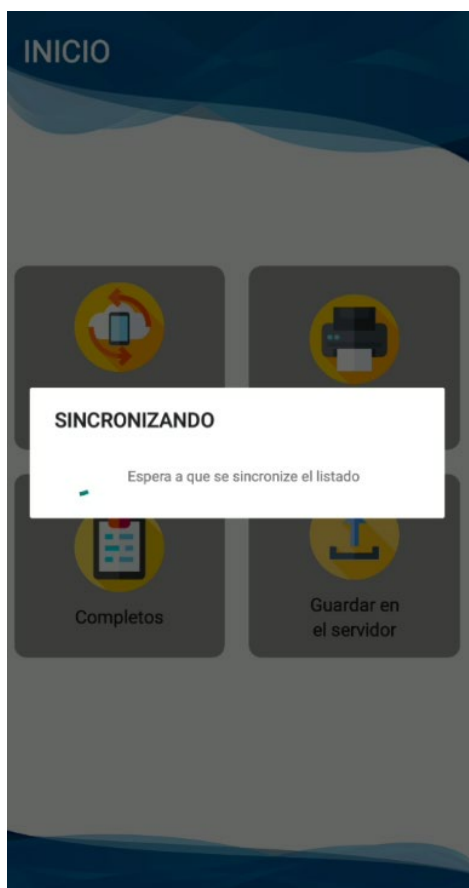 INICIO
SINCRONIZANDO
Espera a que se sincronize el listado
Completos
Guardar en
el servidor